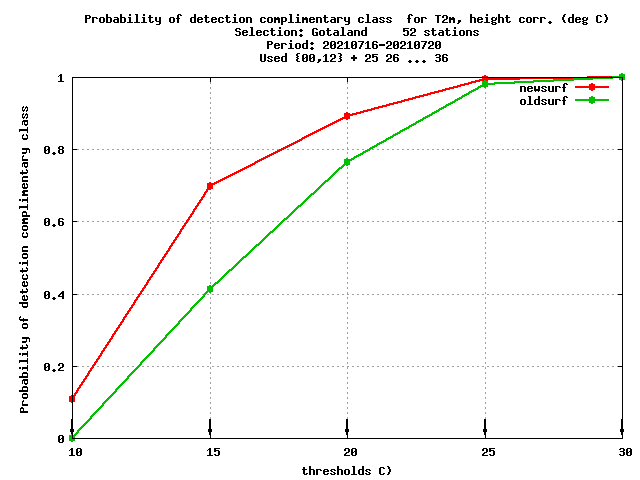 Probability of detection complimentary class  for T2m, height corr. (deg C)
Selection: Gotaland     52 stations
Period: 20210716-20210720
Used {00,12} + 25 26 ... 36
newsurf
oldsurf
Probability of detection complimentary class
1
0.8
0.6
0.4
0.2
0
10 15 20 25 30
thresholds C)